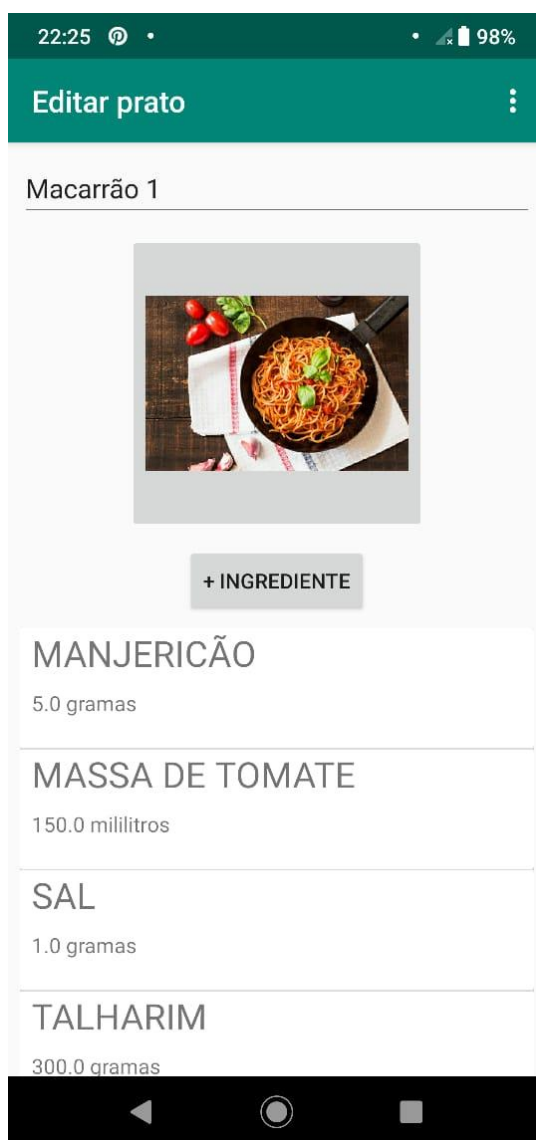 22:25 98%
Editar prato
Macarrão 1
+ INGREDIENTE
MANJERICÃO
5.0 gramas
MASSA DE TOMATE
150.0 mililitros
SAL
1.0 gramas
TALHARIM
300.0 gramas